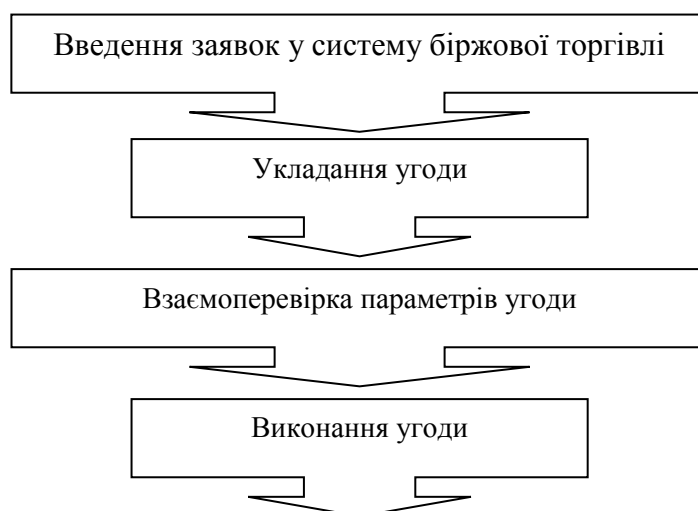 Введення заявок у систему біржової торгівлі
Укладання угоди
Взаємоперевірка параметрів угоди
Виконання угоди